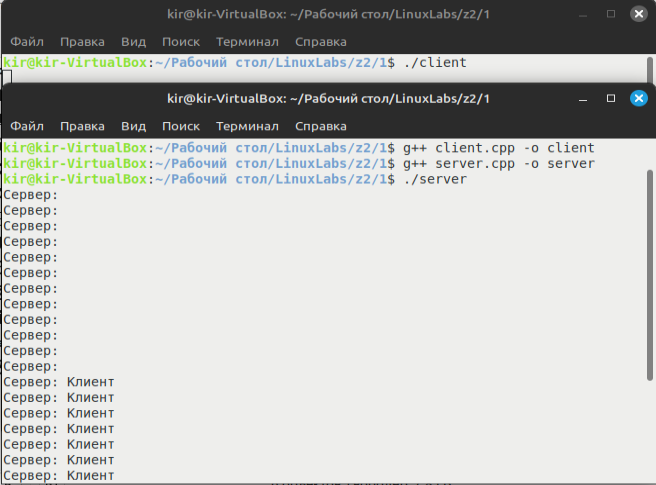 kir@kir-VirtualBox: ~/Рабочий стол/LinuxLabs/z2/1
Файл Правка Вид Поиск Терминал Справка
kir@kir-VirtualBox:~/Рабочий стол/LinuxLabs/z2/1$ ./client
kir@kir-VirtualBox: ~/Рабочий стол/LinuxLabs/z2/1
Файл Правка Вид Поиск Терминал Справка
kir@kir-VirtualBox:~/Рабочий стол/LinuxLabs/z2/1$ g++ client.cpp -o client
kir@kir-VirtualBox:~/Рабочий стол/LinuxLabs/z2/1$ g++ server.cpp -o server
kir@kir-VirtualBox:~/Рабочий стол/LinuxLabs/z2/1$ ./server
Сервер:
Сервер:
Сервер:
Сервер:
Сервер:
Сервер:
Сервер:
Сервер:
Сервер:
Сервер:
Сервер:
Сервер:
Сервер: Клиент
Сервер: Клиент
Сервер: Клиент
Сервер: Клиент
Сервер: Клиент
Сервер: Клиент
Сервер: Клиент